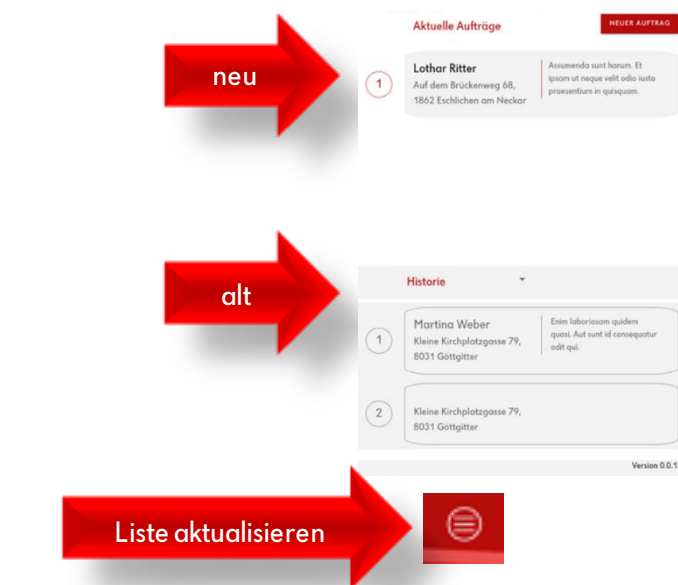 Aktuelle Aufträge
NEUER AUFTRAG
neu
1
Lothar Ritter
Auf dem Brückenweg 68,
1862 Eschlichen am Neckar
Assumenda sunt harum. Et
ipsam ut neque velit odio iusto
praesentium in quisquam.
alt
Historie
1
Martina Weber
Kleine Kirchplatzgasse 79,
8031 Göttgitter
Enim laboriosam quidem
quasi. Aut sunt id consequatur
odit qui.
2
Kleine Kirchplatzgasse 79,
8031 Göttgitter
Version 0.0.1
Liste aktualisieren